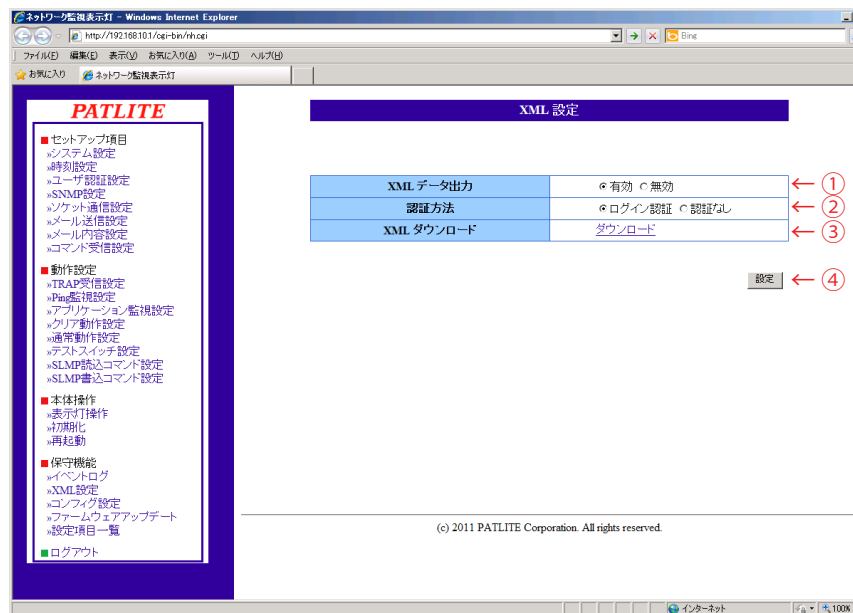 ネットワーク監視表示灯 - Windows Internet Explorer
http://192.168.10.1/cgi-bin/nh.cgi
Bing
ファイル(F) 編集(E) 表示(V) お気に入り(A) ツール(T) ヘルプ(H)
お気に入り ネットワーク監視表示灯
PATLITE
■セットアップ項目
»システム設定
»時刻設定
»ユーザ認証設定
»SNMP設定
»ソケット通信設定
»メール送信設定
»メール内容設定
»コマンド受信設定
■動作設定
»TRAP受信設定
»Ping監視設定
»アプリケーション監視設定
»クリア動作設定
»通常動作設定
»テストスイッチ設定
»SLMP読込コマンド設定
»SLMP書込コマンド設定
■本体操作
»表示灯操作
»初期化
»再起動
■保守機能
»イベントログ
»XML設定
»コンフィグ設定
»ファームウェアアップデート
»設定項目一覧
■ログアウト
XML 設定
XML データ出力 有効 無効 ← ①
認証方法 ログイン認証 認証なし ← ②
XML ダウンロード ダウンロード ← ③
設定 ← ④
(c) 2011 PATLITE Corporation. All rights reserved.
インターネット 100%